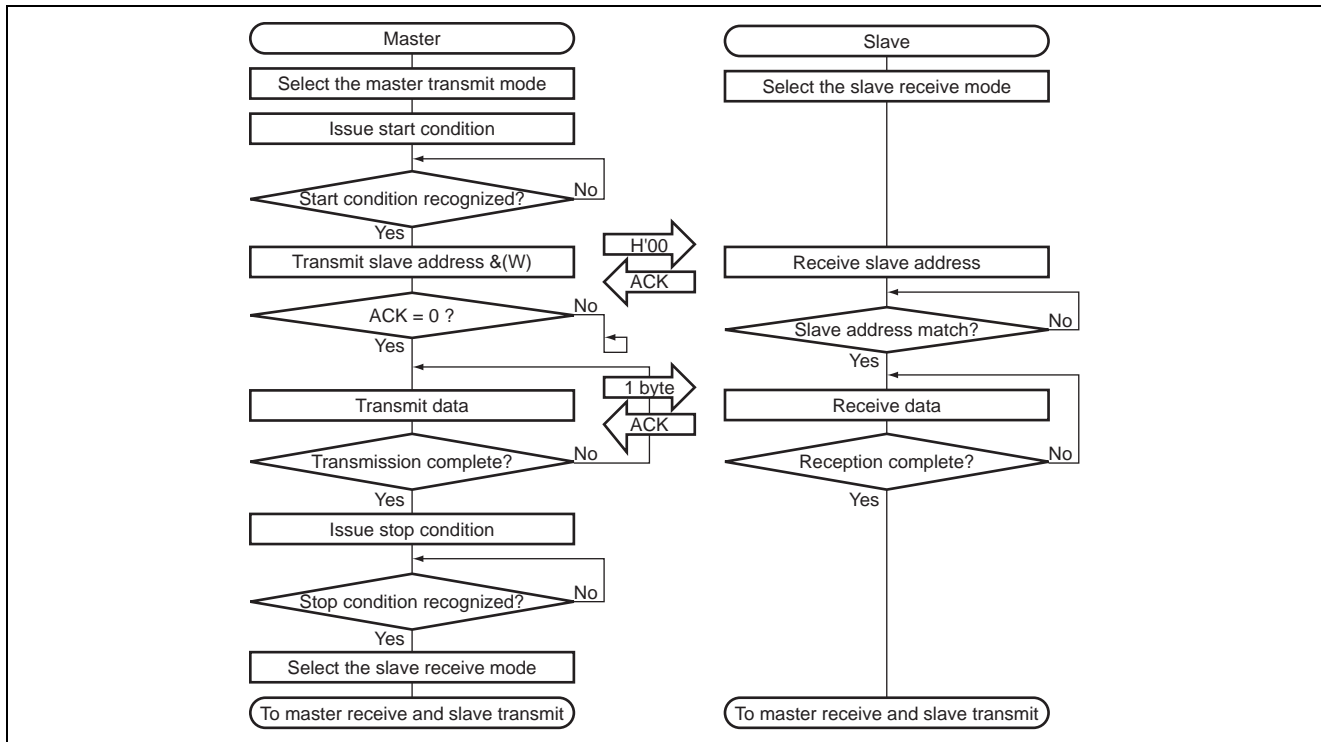 Master
Select the master transmit mode
Issue start condition
Start condition recognized?
No
Yes
Transmit slave address &(W)
ACK = 0 ?
No
Yes
Transmit data
Transmission complete?
No
Yes
Issue stop condition
Stop condition recognized?
No
Yes
Select the slave receive mode
To master receive and slave transmit
H'00
ACK
1 byte
ACK
Slave
Select the slave receive mode
Receive slave address
Slave address match?
No
Yes
Receive data
Reception complete?
No
Yes
To master receive and slave transmit